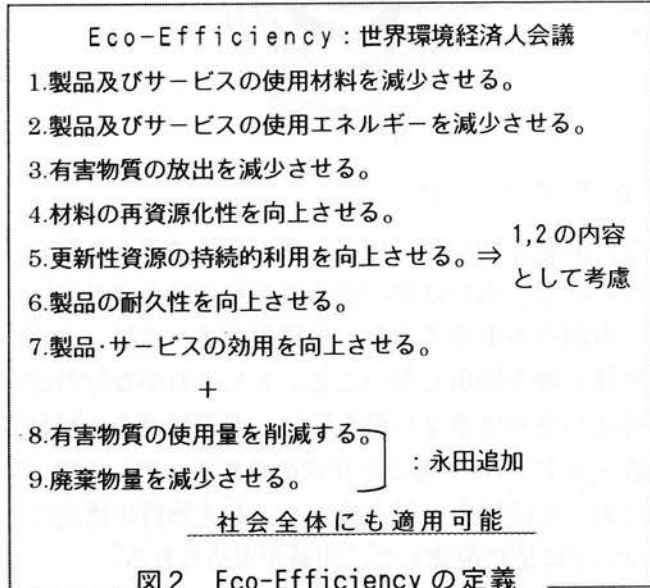 Eco-Efficiency:世界環境経済人会議
1.製品及びサービスの使用材料を減少させる。
2.製品及びサービスの使用エネルギーを減少させる。
3.有害物質の放出を減少させる。
4.材料の再資源化性を向上させる。
5.更新性資源の持続的利用を向上させる。⇒ 1,2の内容
として考慮
6.製品の耐久性を向上させる。
7.製品・サービスの効用を向上させる。
+
8.有害物質の使用量を削減する。
9.廃棄物量を減少させる。
:永田追加
社会全体にも適用可能
図2 Eco-Efficiencyの定義